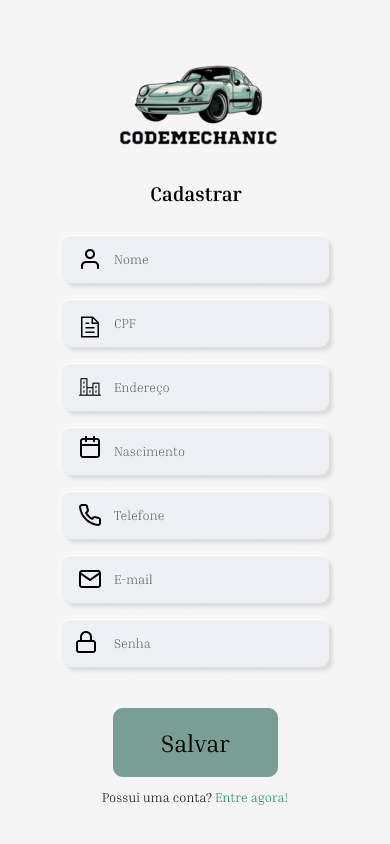 CODEMECHANIC
Cadastrar
Nome
CPF
Endereço
Nascimento
Telefone
E-mail
Senha
Salvar
Possui uma conta? Entre agora!